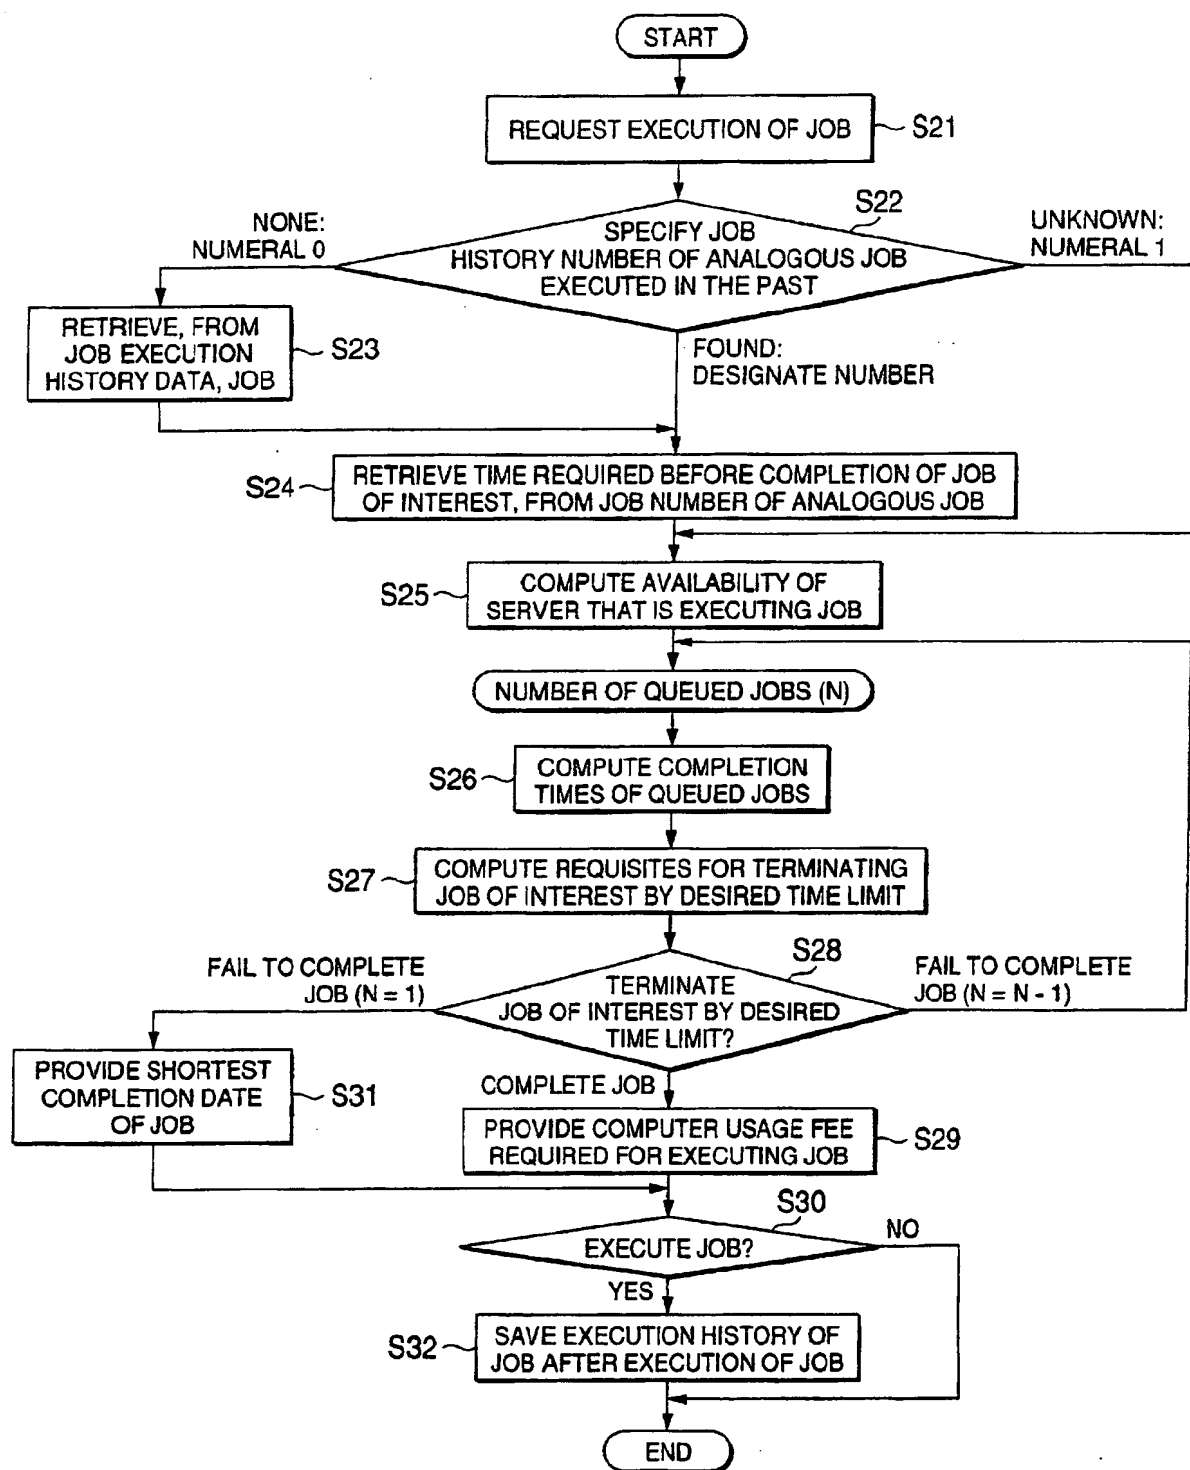 START
REQUEST EXECUTION OF JOB
S21
S22
NONE:
NUMERAL 0
SPECIFY JOB
HISTORY NUMBER OF ANALOGOUS JOB
EXECUTED IN THE PAST
UNKNOWN:
NUMERAL 1
RETRIEVE, FROM
JOB EXECUTION
HISTORY DATA, JOB
S23
FOUND:
DESIGNATE NUMBER
S24
RETRIEVE TIME REQUIRED BEFORE COMPLETION OF JOB
OF INTEREST, FROM JOB NUMBER OF ANALOGOUS JOB
S25
COMPUTE AVAILABILITY OF
SERVER THAT IS EXECUTING JOB
NUMBER OF QUEUED JOBS (N)
S26
COMPUTE COMPLETION
TIMES OF QUEUED JOBS
S27
COMPUTE REQUISITES FOR TERMINATING
JOB OF INTEREST BY DESIRED TIME LIMIT
S28
FAIL TO COMPLETE
JOB (N = 1)
TERMINATE
JOB OF INTEREST BY DESIRED
TIME LIMIT?
FAIL TO COMPLETE
JOB (N = N - 1)
PROVIDE SHORTEST
COMPLETION DATE
OF JOB
S31
COMPLETE JOB
PROVIDE COMPUTER USAGE FEE
REQUIRED FOR EXECUTING JOB
S29
S30
EXECUTE JOB?
NO
YES
S32
SAVE EXECUTION HISTORY OF
JOB AFTER EXECUTION OF JOB
END